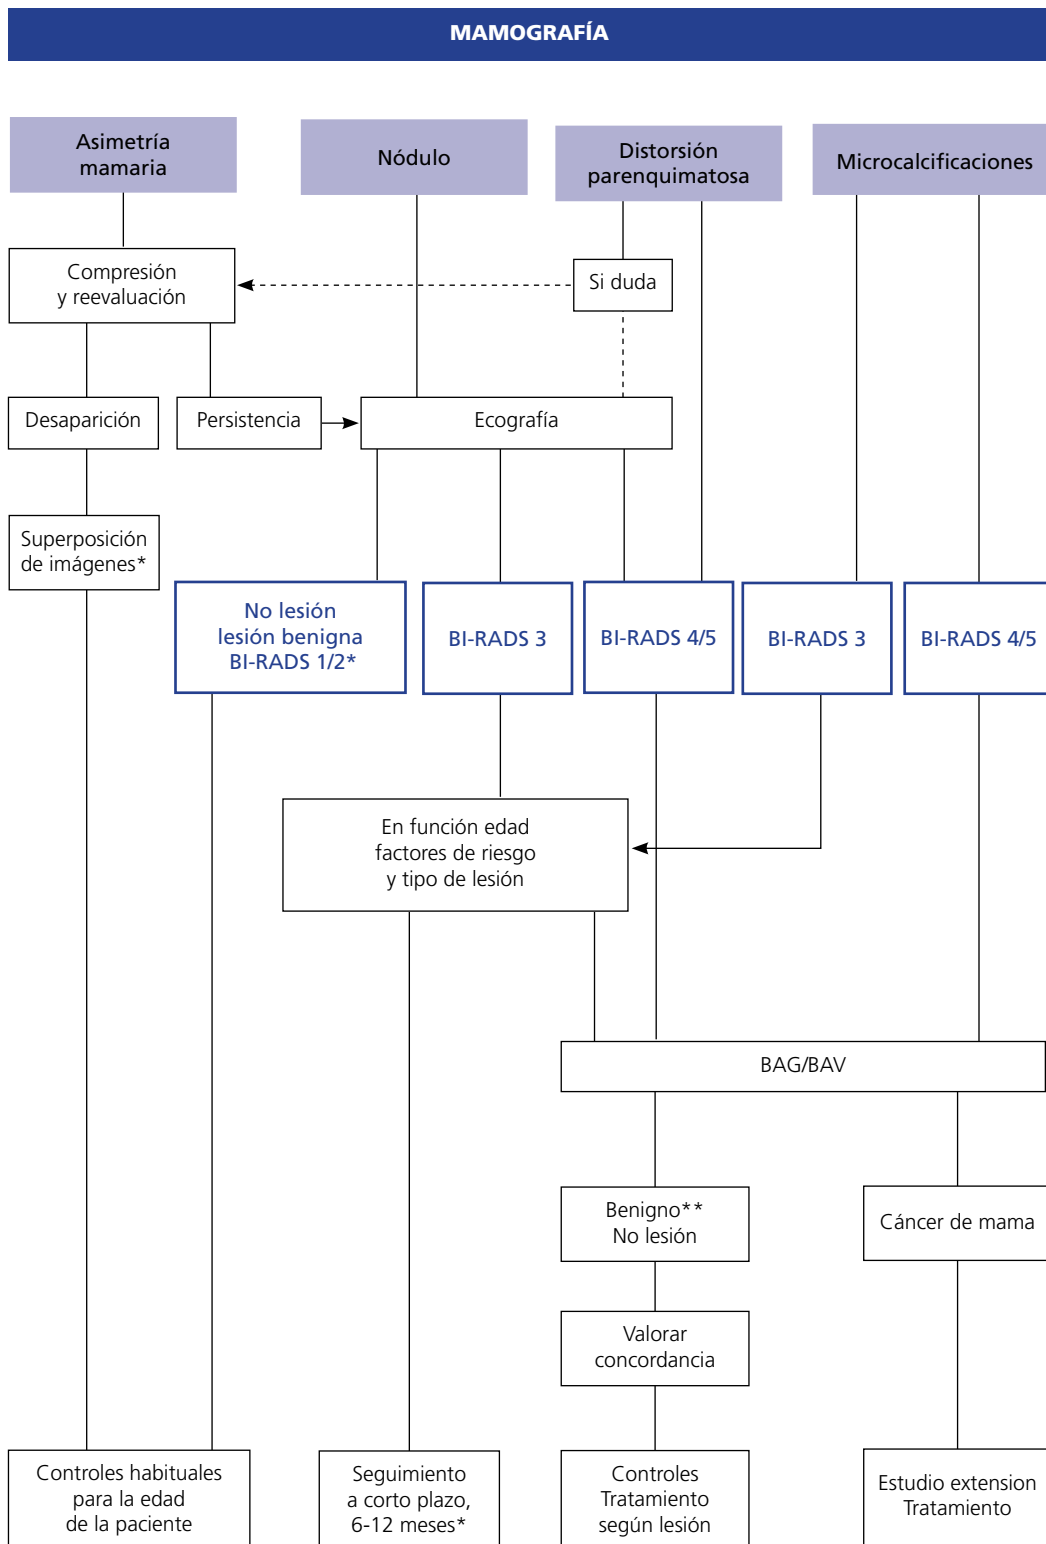 MAMOGRAFÍA
Asimetría
mamaria
Nódulo
Distorsión
parenquimatosa
Microcalcificaciones
Compresión
y reevaluación
Si duda
Desaparición
Persistencia
Ecografía
Superposición
de imágenes*
No lesión
lesión benigna
BI-RADS 1/2*
BI-RADS 3
BI-RADS 4/5
BI-RADS 3
BI-RADS 4/5
En función edad
factores de riesgo
y tipo de lesión
BAG/BAV
Benigno**
No lesión
Cáncer de mama
Valorar
concordancia
Controles habituales
para la edad
de la paciente
Seguimiento
a corto plazo,
6-12 meses*
Controles
Tratamiento
según lesión
Estudio extension
Tratamiento